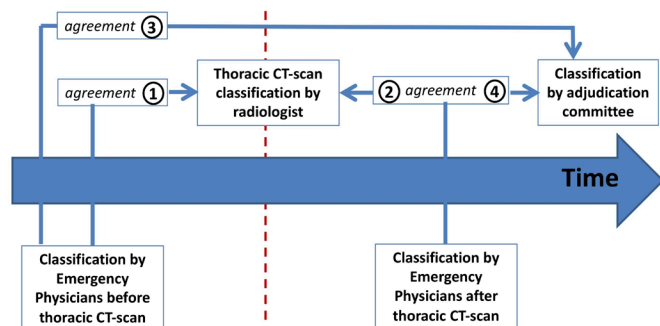 agreement ③
agreement ①
Thoracic CT-scan
classification by
radiologist
② agreement ④
Classification
by adjudication
committee
Time
Classification by
Emergency
Physicians before
thoracic CT-scan
Classification by
Emergency
Physicians after
thoracic CT-scan